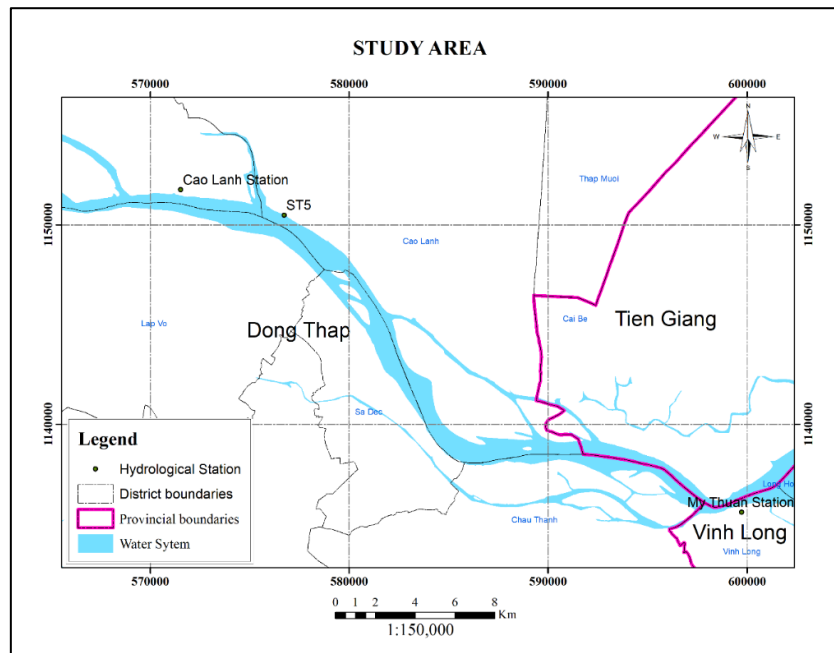 STUDY AREA
570000 580000 590000 600000
N
W E
S
Cao Lanh Station
Thap Muoi
ST5
1150000 1150000
Cao Lanh
Cai Be
Tien Giang
Lap Vo
Dong Thap
Sa Dec
1140000 1140000
Legend
Hydrological Station
District boundaries
Provincial boundaries
Water Sytem
Long Ho
My Thuan Station
Chau Thanh
Vinh Long
Vinh Long
570000 580000 590000 600000
0 1 2 4 6 8
Km
1:150,000